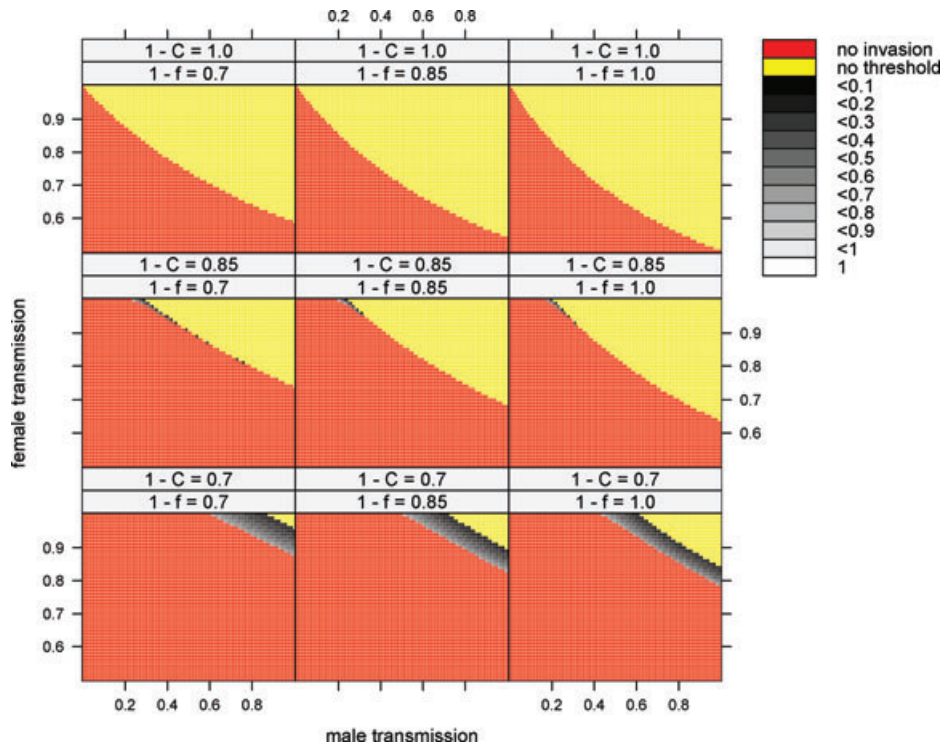 0.2 0.4 0.6 0.8
1 - C = 1.0 1 - C = 1.0 1 - C = 1.0
1 - f = 0.7 1 - f = 0.85 1 - f = 1.0
0.9
0.8
0.7
0.6
1 - C = 0.85 1 - C = 0.85 1 - C = 0.85
1 - f = 0.7 1 - f = 0.85 1 - f = 1.0
0.9
0.8
0.7
0.6
1 - C = 0.7 1 - C = 0.7 1 - C = 0.7
1 - f = 0.7 1 - f = 0.85 1 - f = 1.0
0.9
0.8
0.7
0.6
0.2 0.4 0.6 0.8 0.2 0.4 0.6 0.8
male transmission
female transmission
no invasion
no threshold
<0.1
<0.2
<0.3
<0.4
<0.5
<0.6
<0.7
<0.8
<0.9
<1
1